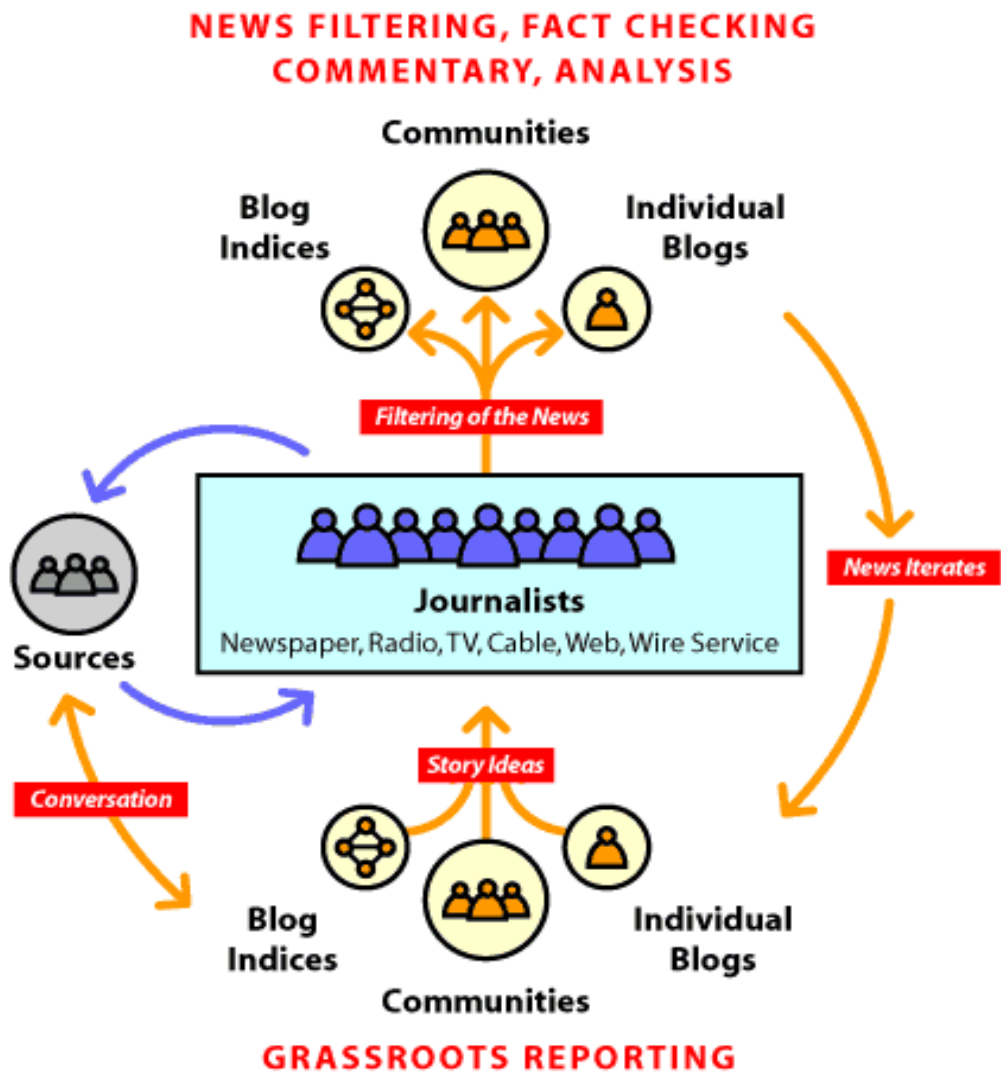 NEWS FILTERING, FACT CHECKING
COMMENTARY, ANALYSIS
Communities
Blog
Indices
Individual
Blogs
Filtering of the News
News Iterates
Journalists
Newspaper, Radio, TV, Cable, Web, Wire Service
Sources
Story Ideas
Conversation
Blog
Indices
Individual
Blogs
Communities
GRASSROOTS REPORTING